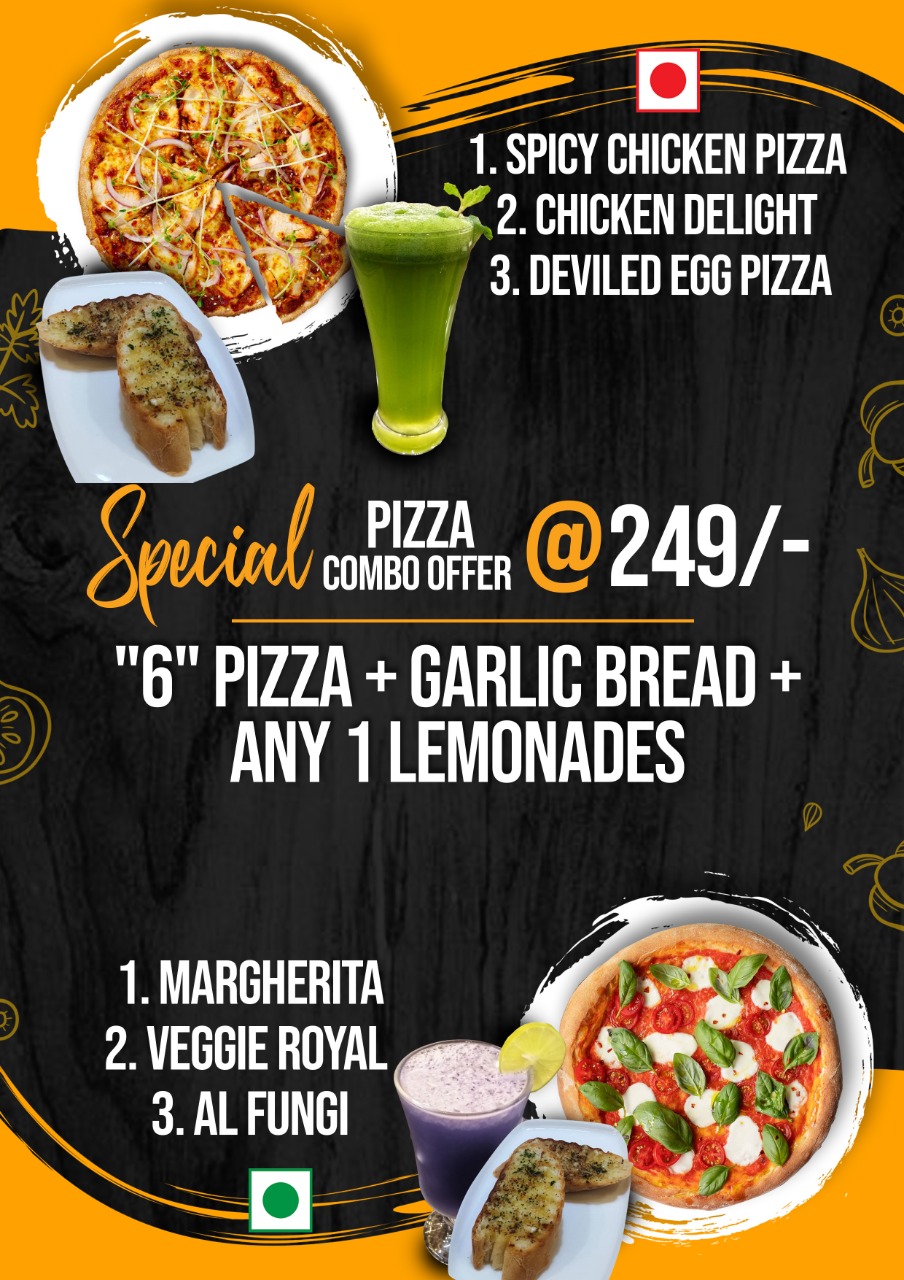 1. SPICY CHICKEN PIZZA
2. CHICKEN DELIGHT
3. DEVILED EGG PIZZA
Special PIZZA COMBO OFFER @249/-
"6" PIZZA + GARLIC BREAD +
ANY 1 LEMONADES
1. MARGHERITA
2. VEGGIE ROYAL
3. AL FUNGI